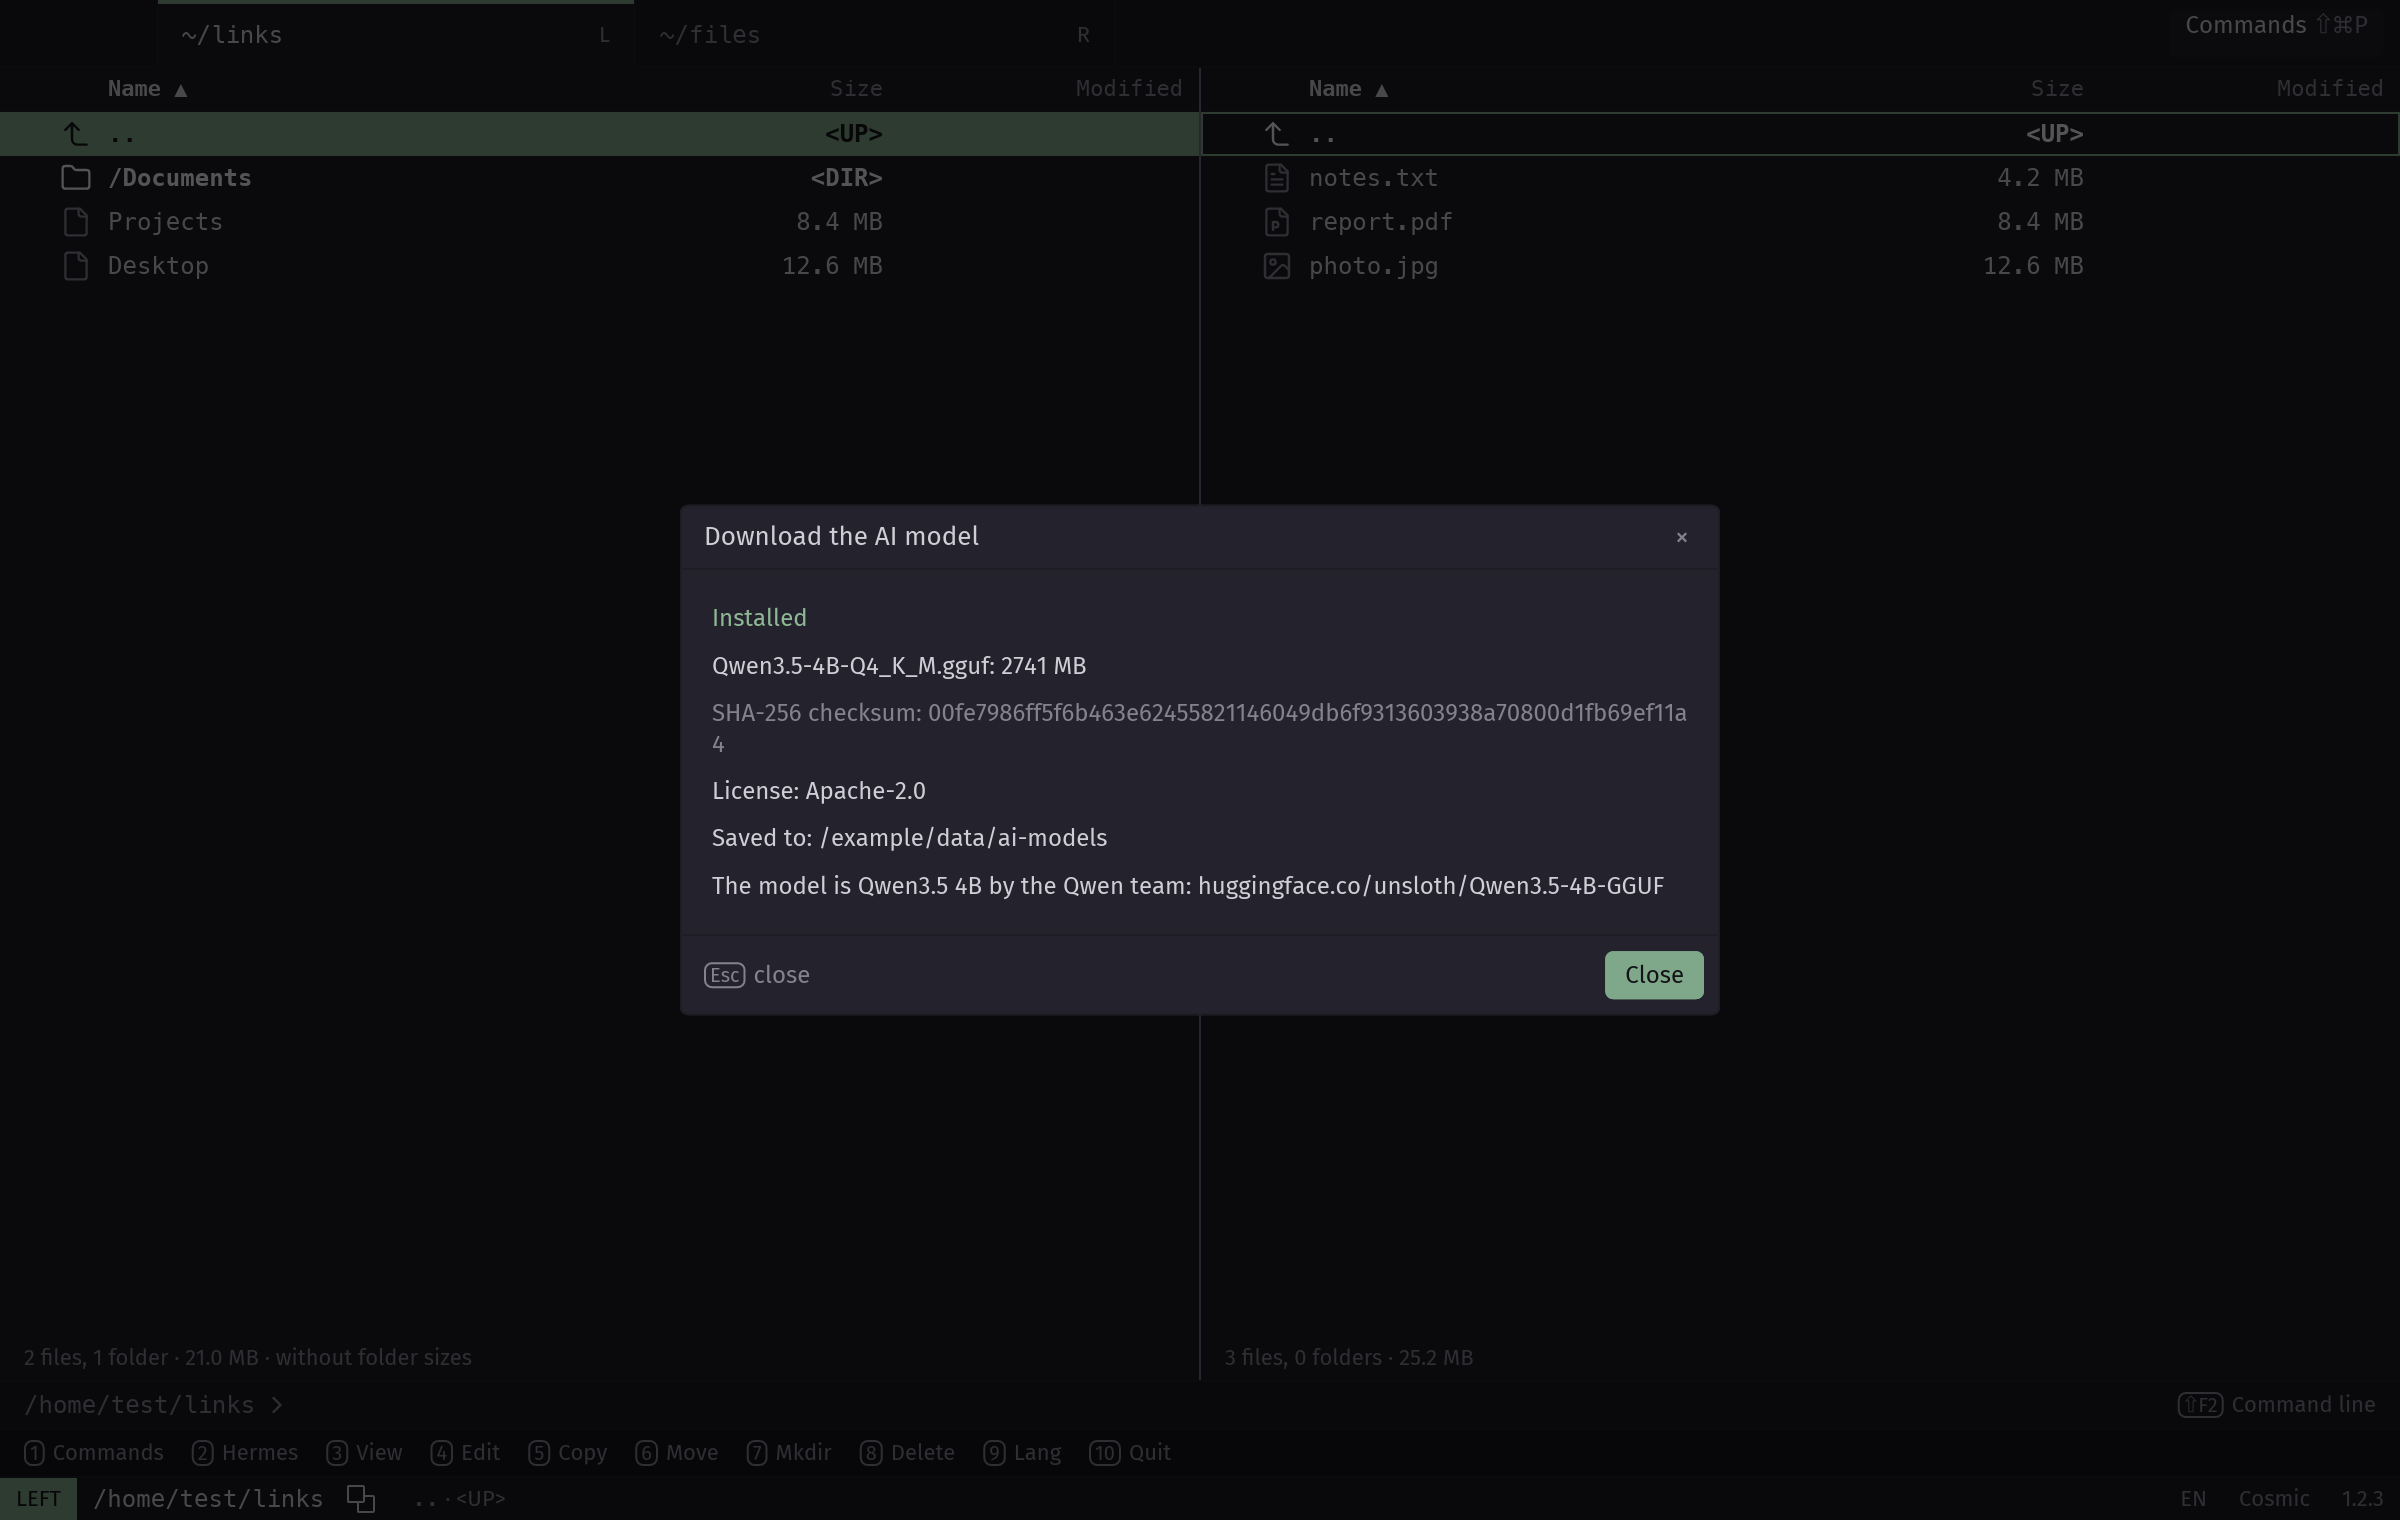 ~/links L ~/files R Commands ⇧⌘P
Name ▲ Size Modified Name ▲ Size Modified
.. <UP> .. <UP>
/Documents <DIR> notes.txt 4.2 MB
Projects 8.4 MB report.pdf 8.4 MB
Desktop 12.6 MB photo.jpg 12.6 MB
Download the AI model ×
Installed
Qwen3.5-4B-Q4_K_M.gguf: 2741 MB
SHA-256 checksum: 00fe7986ff5f6b463e62455821146049db6f9313603938a70800d1fb69ef11a
4
License: Apache-2.0
Saved to: /example/data/ai-models
The model is Qwen3.5 4B by the Qwen team: huggingface.co/unsloth/Qwen3.5-4B-GGUF
Esc close Close
2 files, 1 folder · 21.0 MB · without folder sizes 3 files, 0 folders · 25.2 MB
/home/test/links > ⇧F2 Command line
1 Commands 2 Hermes 3 View 4 Edit 5 Copy 6 Move 7 Mkdir 8 Delete 9 Lang 10 Quit
LEFT /home/test/links .. · <UP> EN Cosmic 1.2.3